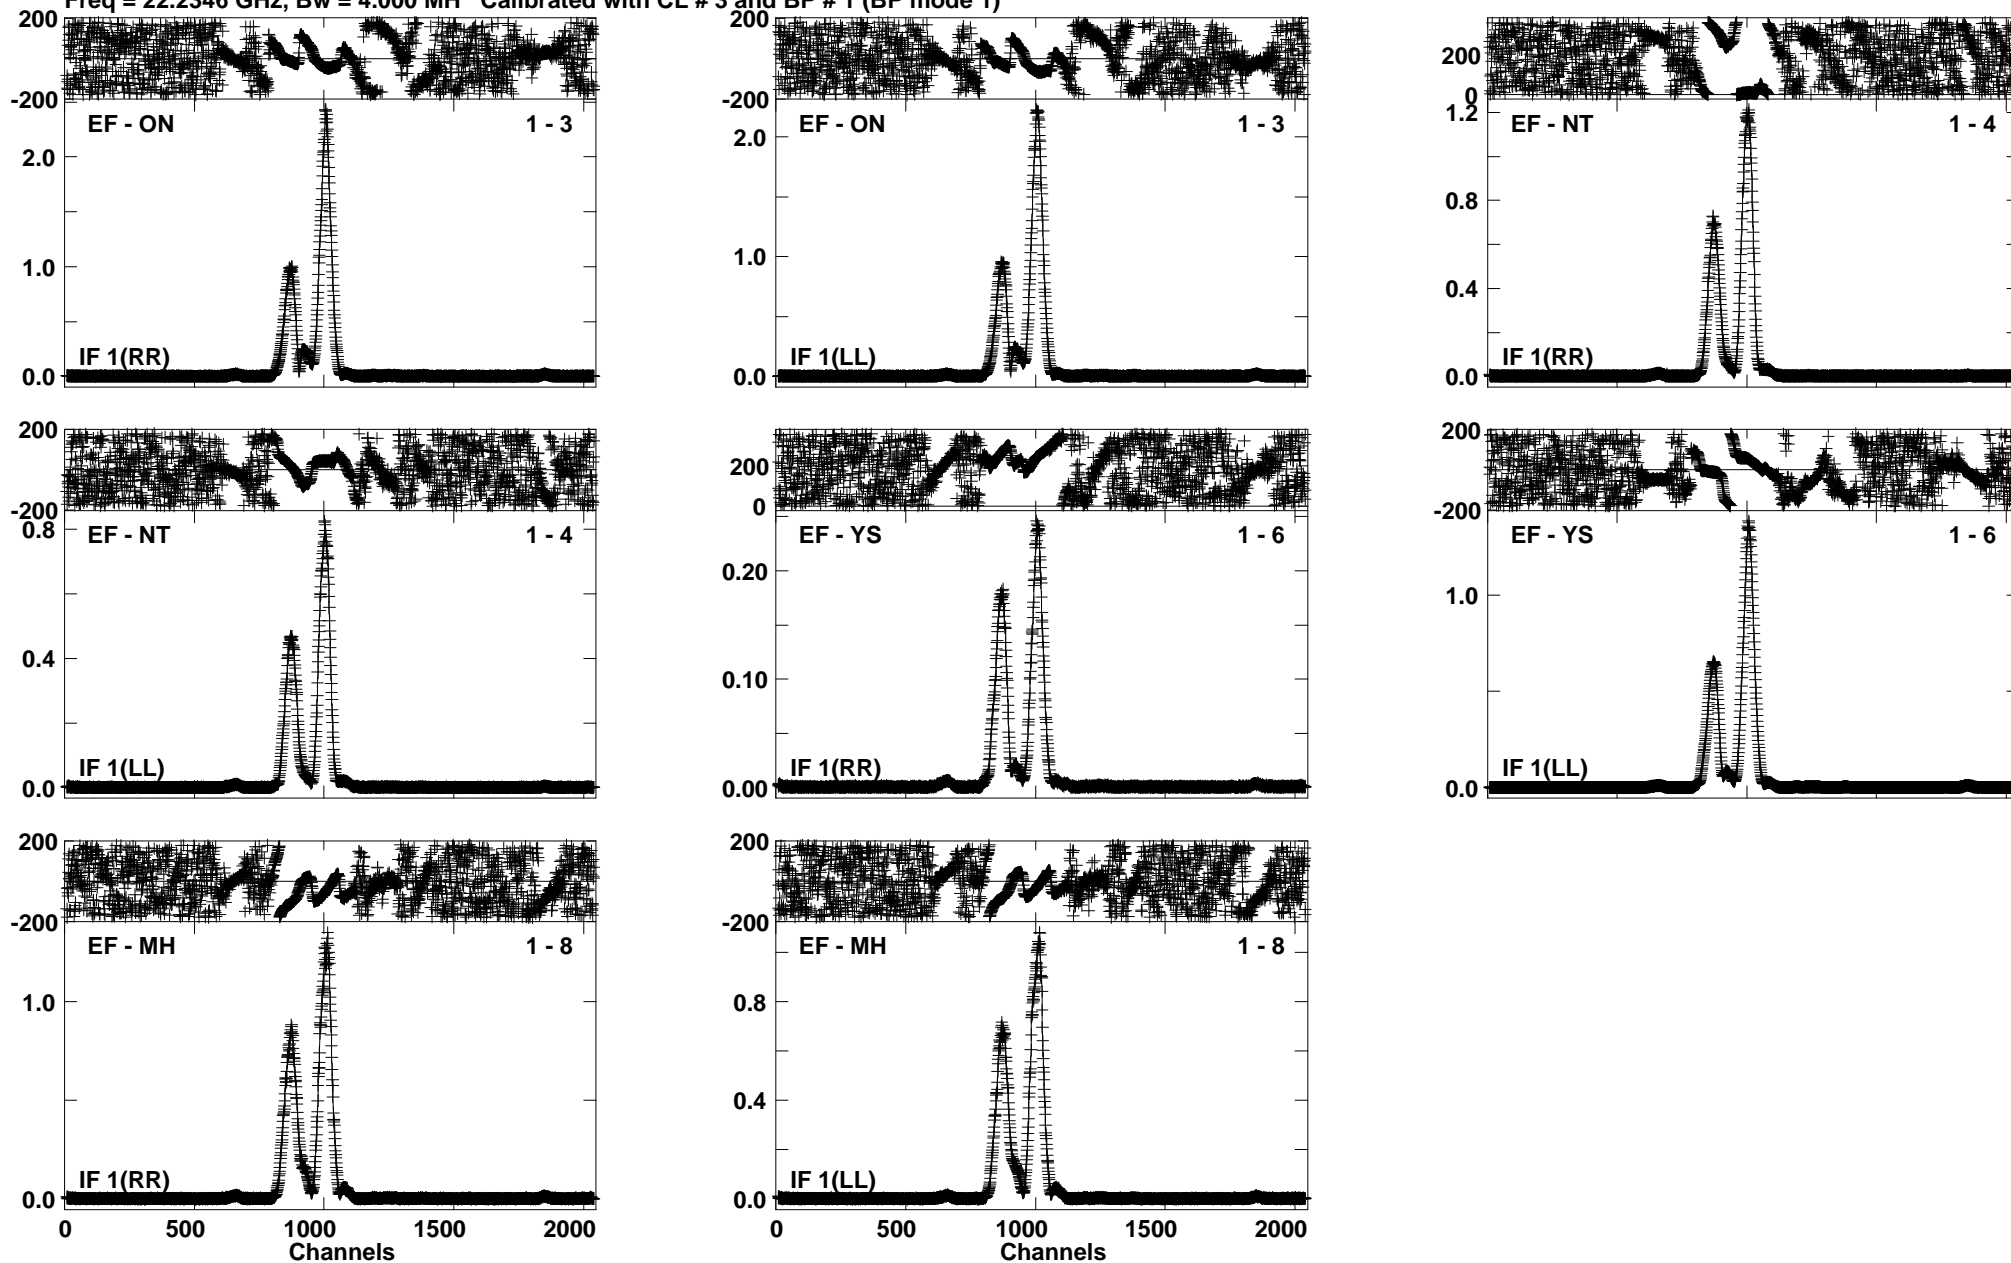 Freq = 22.2346 GHz, Bw = 4.000 MH Calibrated with CL # 3 and BP # 1 (BP mode 1)
200
-200
EF - ON 1 - 3
2.0
1.0
0.0
IF 1(RR)
200
-200
EF - ON 1 - 3
2.0
1.0
0.0
IF 1(LL)
200
0
EF - NT 1 - 4
1.2
0.8
0.4
0.0
IF 1(RR)
200
-200
EF - NT 1 - 4
0.8
0.4
0.0
IF 1(LL)
200
0
EF - YS 1 - 6
0.20
0.10
0.00
IF 1(RR)
200
-200
EF - YS 1 - 6
1.0
0.0
IF 1(LL)
200
-200
EF - MH 1 - 8
1.0
0.0
IF 1(RR)
0 500 1000 1500 2000
Channels
200
-200
EF - MH 1 - 8
0.8
0.4
0.0
IF 1(LL)
0 500 1000 1500 2000
Channels